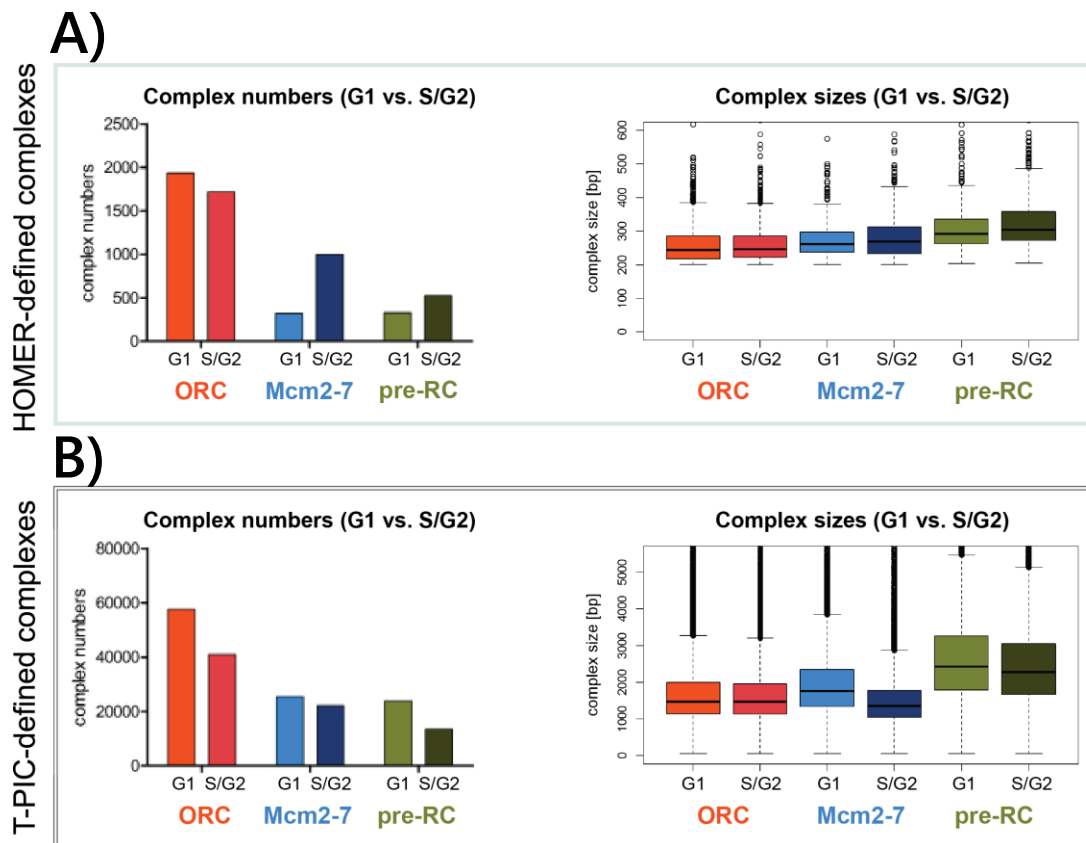 A)
HOMER-defined complexes
Complex numbers (G1 vs. S/G2)
complex numbers
2500
2000
1500
1000
500
0
G1 S/G2 G1 S/G2 G1 S/G2
ORC Mcm2-7 pre-RC
Complex sizes (G1 vs. S/G2)
complex size [bp]
600
500
400
300
200
100
0
G1 S/G2 G1 S/G2 G1 S/G2
ORC Mcm2-7 pre-RC
B)
T-PIC-defined complexes
Complex numbers (G1 vs. S/G2)
complex numbers
80000
60000
40000
20000
0
G1 S/G2 G1 S/G2 G1 S/G2
ORC Mcm2-7 pre-RC
Complex sizes (G1 vs. S/G2)
complex size [bp]
5000
4000
3000
2000
1000
0
G1 S/G2 G1 S/G2 G1 S/G2
ORC Mcm2-7 pre-RC